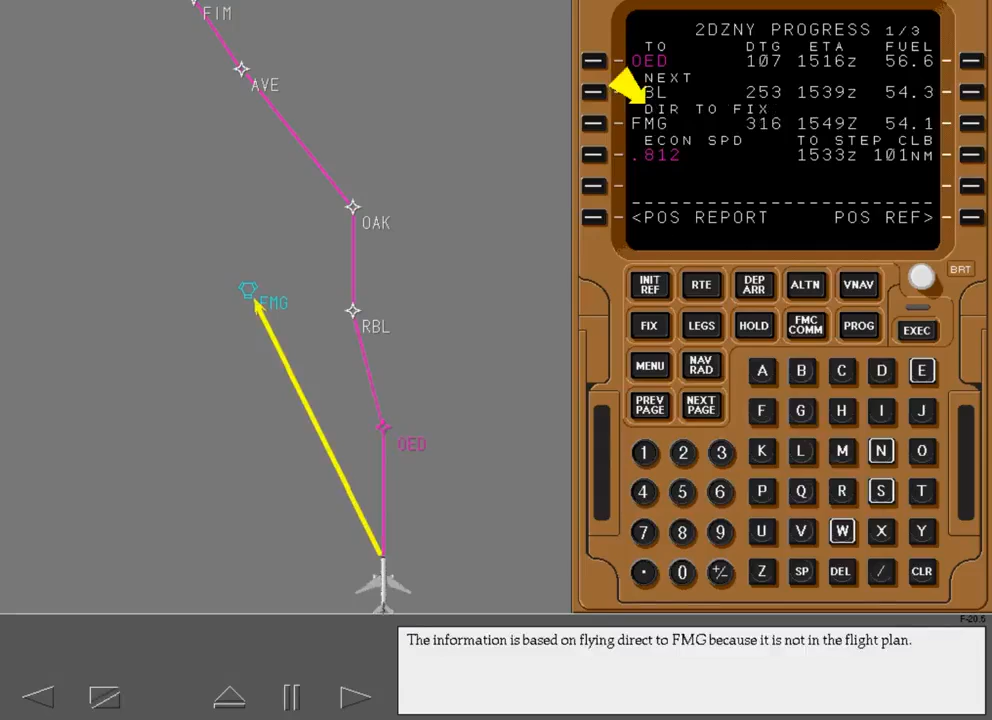 FIM
AVE
OAK
FMG
RBL
OED
2DZNY PROGRESS 1/3
TO DTG ETA FUEL
OED 107 1516z 56.6
NEXT
BL 253 1539z 54.3
DIR TO FIX
FMG 316 1549Z 54.1
ECON SPD TO STEP CLB
.812 1533z 101NM
--------------------------------
<POS REPORT POS REF>
BRT
INIT REF RTE DEP ARR ALTN VNAV
FIX LEGS HOLD FMC COMM PROG EXEC
MENU NAV RAD
PREV PAGE NEXT PAGE
A B C D E
F G H I J
1 2 3 K L M N O
4 5 6 P Q R S T
7 8 9 U V W X Y
. 0 +/- Z SP DEL / CLR
F-20.5
The information is based on flying direct to FMG because it is not in the flight plan.